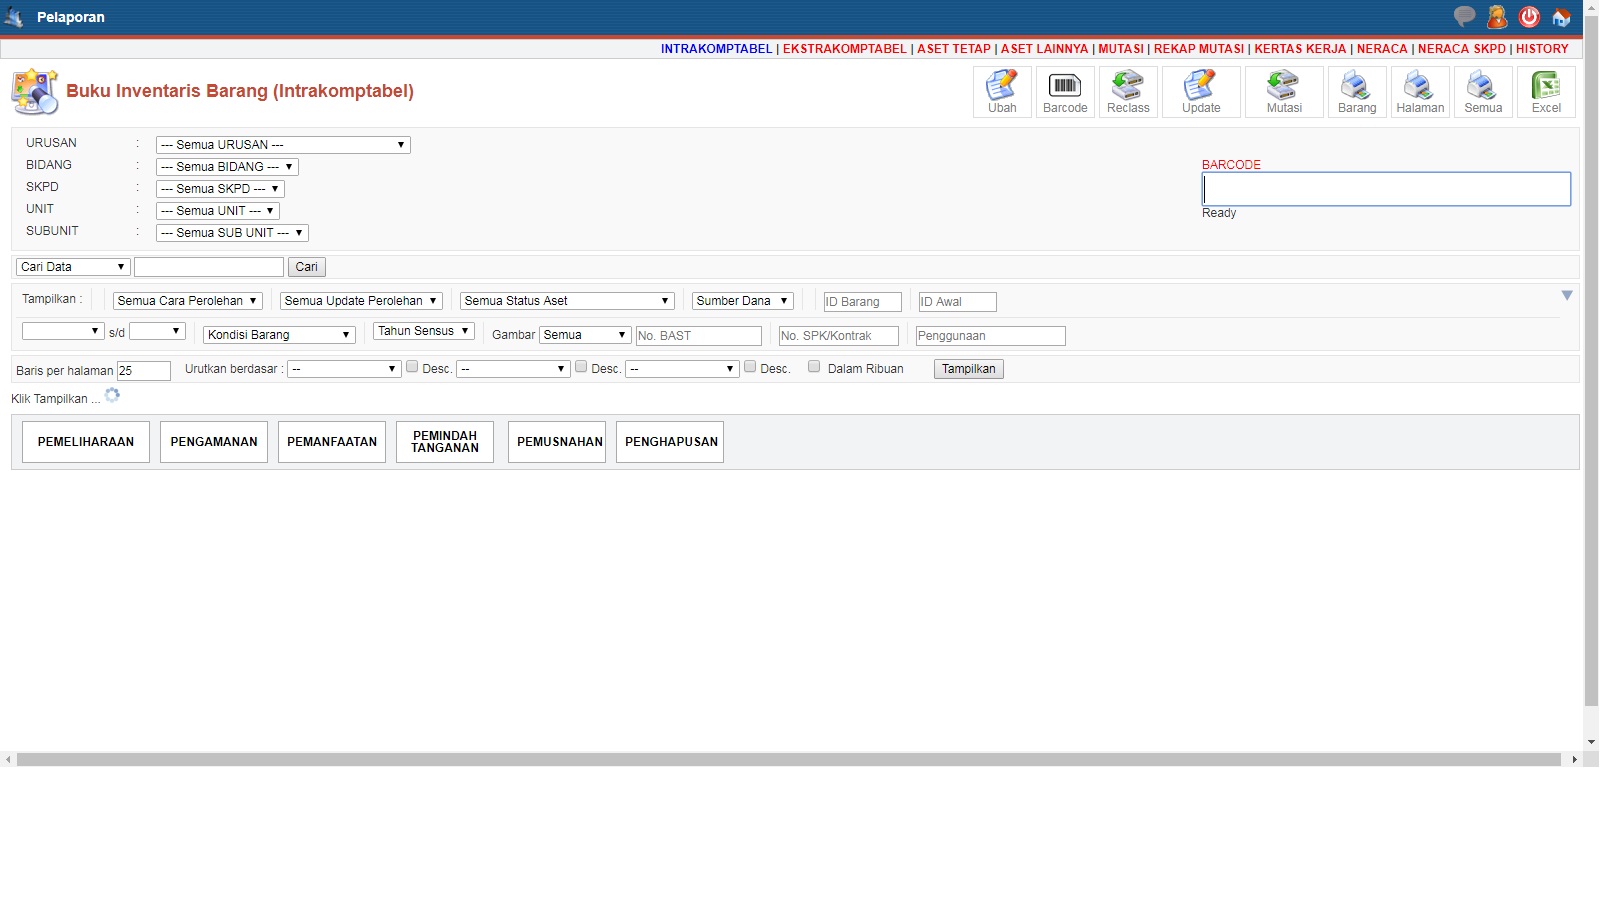 Pelaporan
INTRAKOMPTABEL | EKSTRAKOMPTABEL | ASET TETAP | ASET LAINNYA | MUTASI | REKAP MUTASI | KERTAS KERJA | NERACA | NERACA SKPD | HISTORY
Buku Inventaris Barang (Intrakomptabel)
Ubah Barcode Reclass Update Mutasi Barang Halaman Semua Excel
URUSAN : --- Semua URUSAN ---
BIDANG : --- Semua BIDANG ---
SKPD : --- Semua SKPD ---
UNIT : --- Semua UNIT ---
SUBUNIT : --- Semua SUB UNIT ---
BARCODE
Ready
Cari Data Cari
Tampilkan : Semua Cara Perolehan Semua Update Perolehan Semua Status Aset Sumber Dana ID Barang ID Awal
s/d Kondisi Barang Tahun Sensus Gambar Semua No. BAST No. SPK/Kontrak Penggunaan
Baris per halaman 25 Urutkan berdasar : -- Desc. -- Desc. -- Desc. Dalam Ribuan Tampilkan
Klik Tampilkan ...
PEMELIHARAAN PENGAMANAN PEMANFAATAN PEMINDAH TANGANAN PEMUSNAHAN PENGHAPUSAN